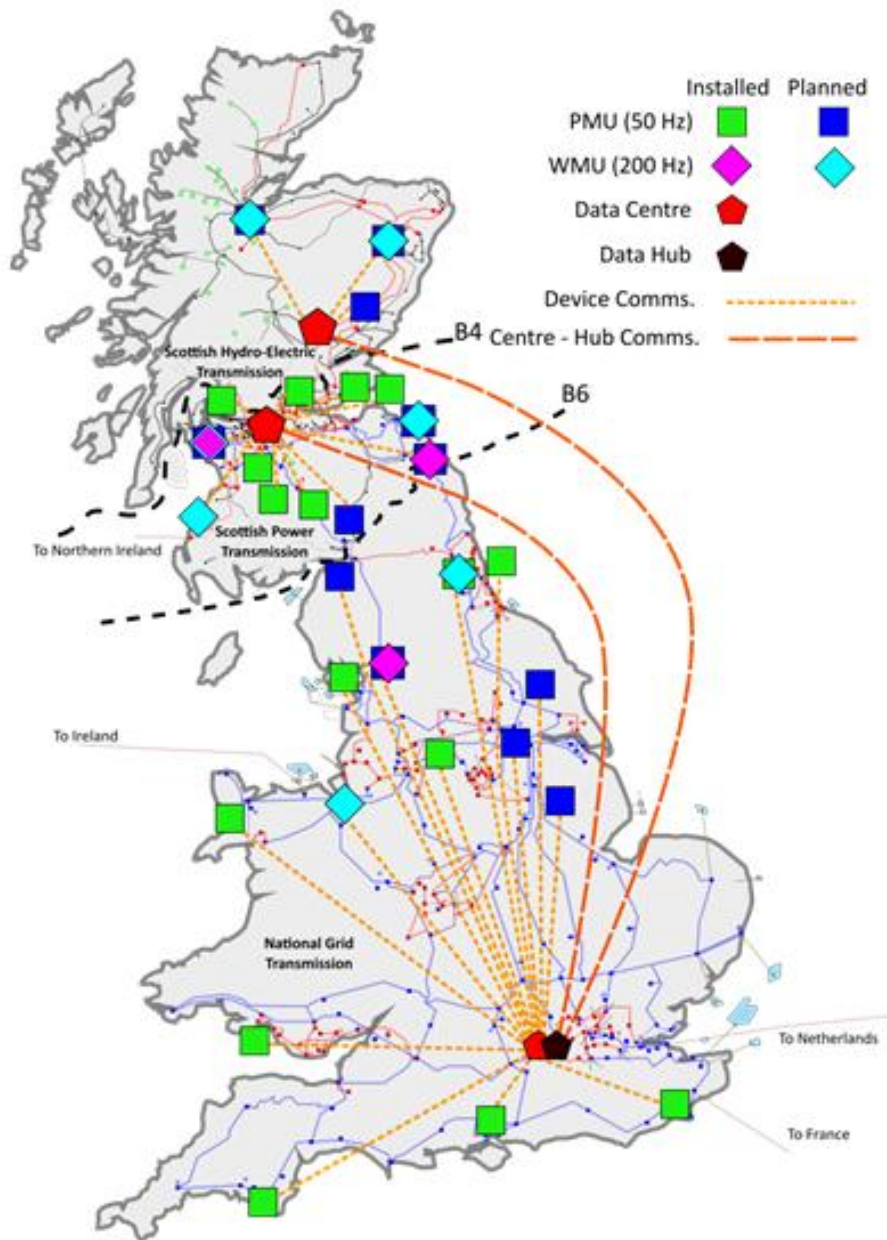 Installed Planned
PMU (50 Hz)
WMU (200 Hz)
Data Centre
Data Hub
Device Comms.
B4 Centre - Hub Comms.
Scottish Hydro-Electric
Transmission
B6
Scottish Power
Transmission
To Northern Ireland
To Ireland
National Grid
Transmission
To Netherlands
To France